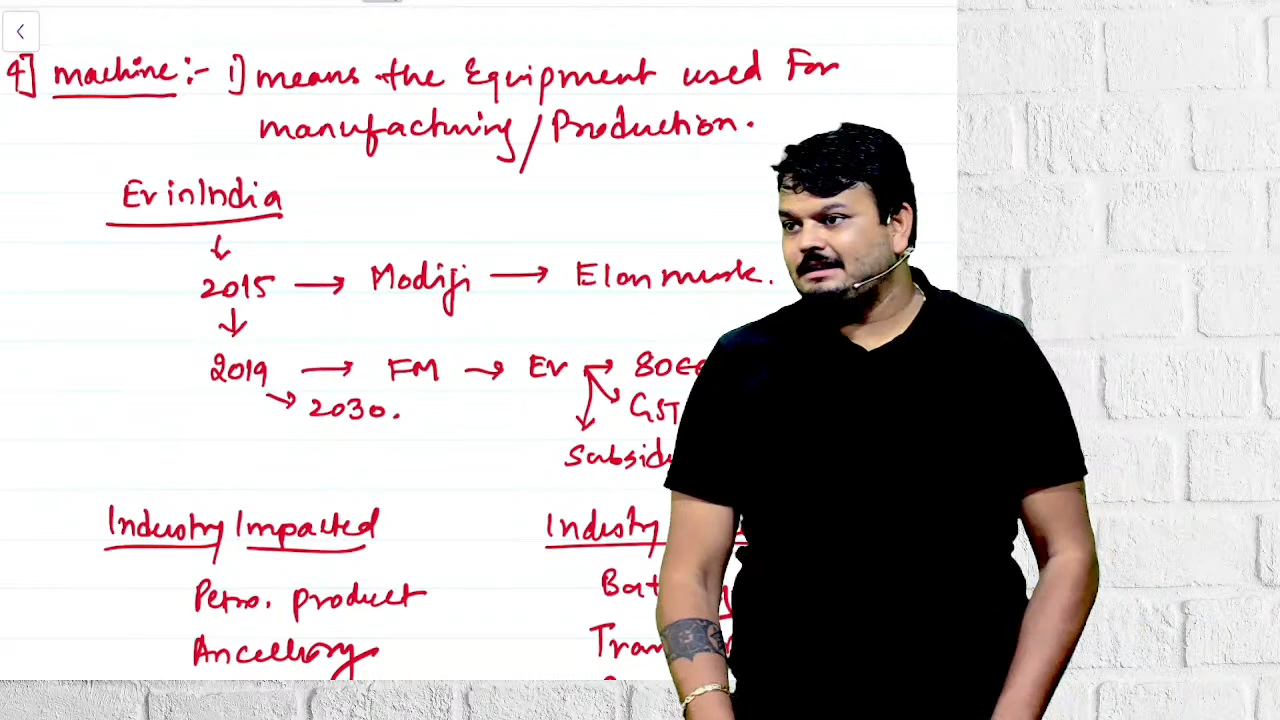 4] machine :- 1] means the Equipment used For
manufacturing/Production.
Ev in India
2015 → Modiji → Elon musk.
2019 → FM → Ev → 80
→ 2030.
GST
Industry Impacted
Industry
Petro. product